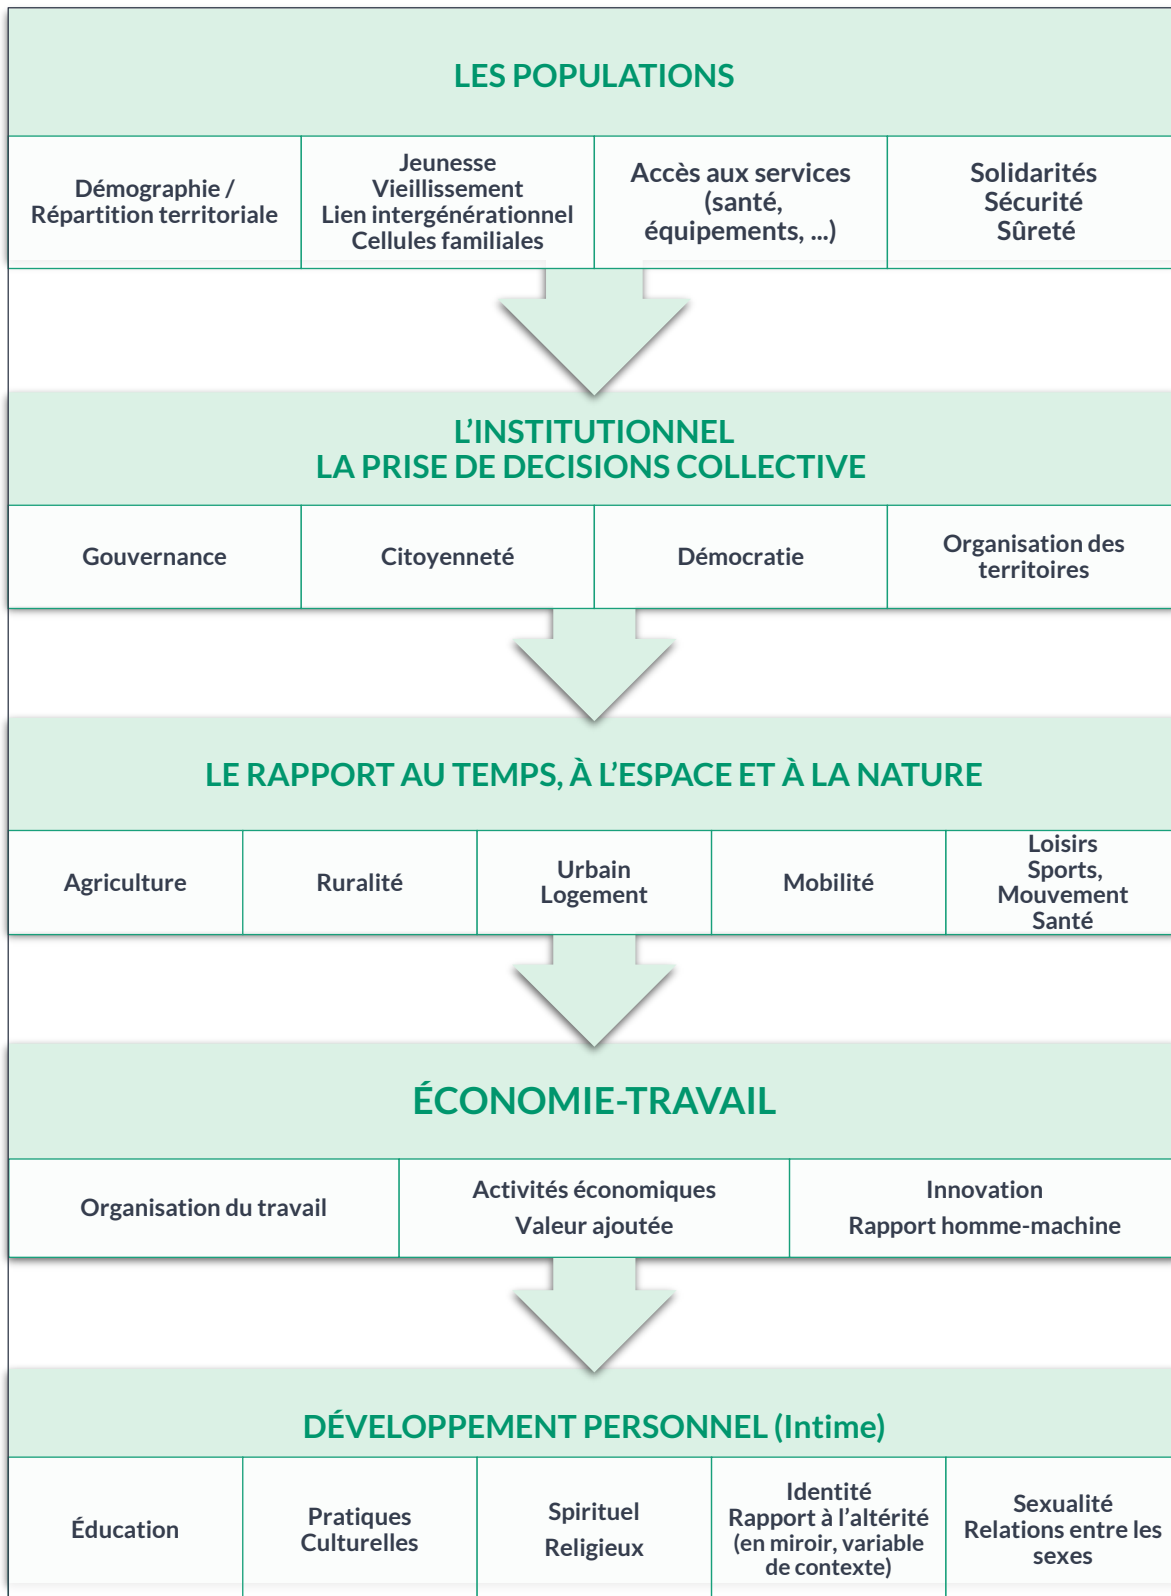 LES POPULATIONS
Démographie /
Répartition territoriale
Jeunesse
Vieillissement
Lien intergénérationnel
Cellules familiales
Accès aux services
(santé,
équipements, ...)
Solidarités
Sécurité
Sûreté
L’INSTITUTIONNEL
LA PRISE DE DECISIONS COLLECTIVE
Gouvernance
Citoyenneté
Démocratie
Organisation des
territoires
LE RAPPORT AU TEMPS, À L’ESPACE ET À LA NATURE
Agriculture
Ruralité
Urbain
Logement
Mobilité
Loisirs
Sports,
Mouvement
Santé
ÉCONOMIE-TRAVAIL
Organisation du travail
Activités économiques
Valeur ajoutée
Innovation
Rapport homme-machine
DÉVELOPPEMENT PERSONNEL (Intime)
Éducation
Pratiques
Culturelles
Spirituel
Religieux
Identité
Rapport à l’altérité
(en miroir, variable
de contexte)
Sexualité
Relations entre les
sexes